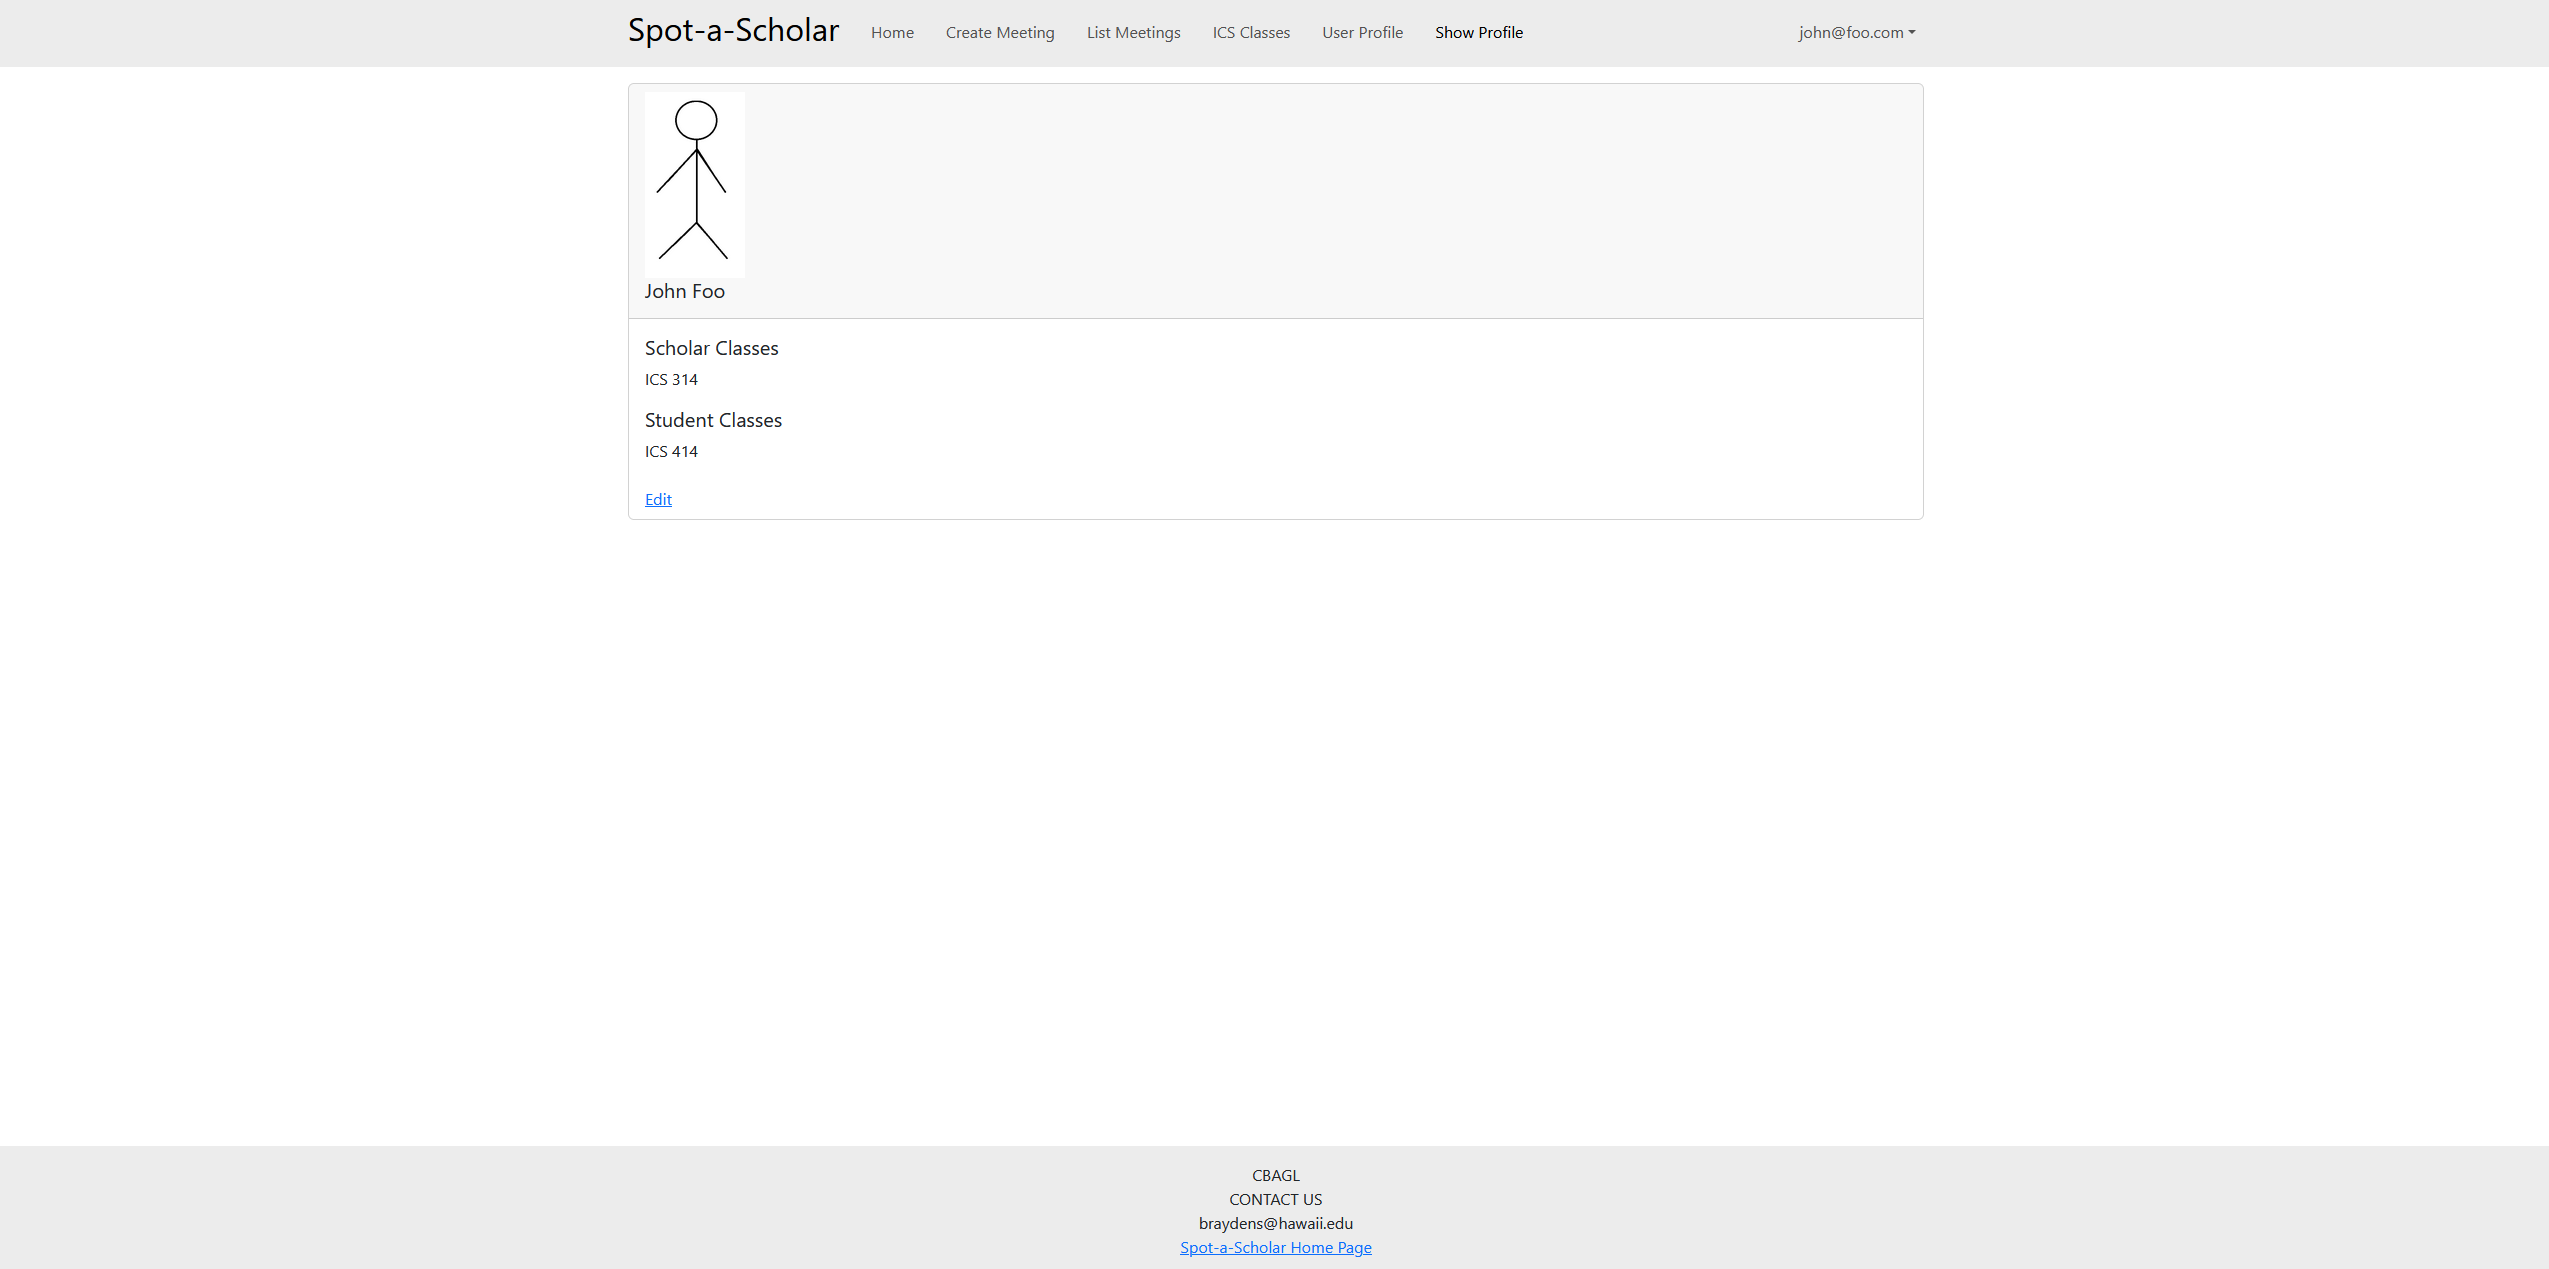 Spot-a-Scholar Home Create Meeting List Meetings ICS Classes User Profile Show Profile john@foo.com
John Foo
Scholar Classes
ICS 314
Student Classes
ICS 414
Edit
CBAGL
CONTACT US
braydens@hawaii.edu
Spot-a-Scholar Home Page